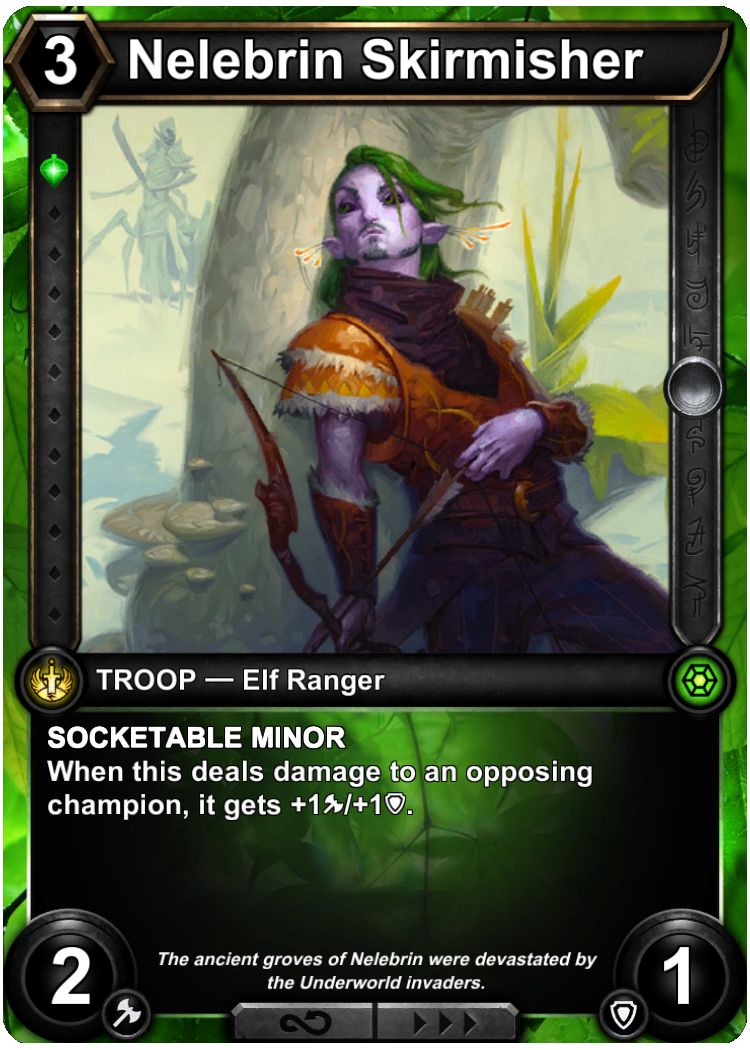 3 Nelebrin Skirmisher
TROOP — Elf Ranger
SOCKETABLE MINOR
When this deals damage to an opposing
champion, it gets +1/+1.
The ancient groves of Nelebrin were devastated by
the Underworld invaders.
2 1